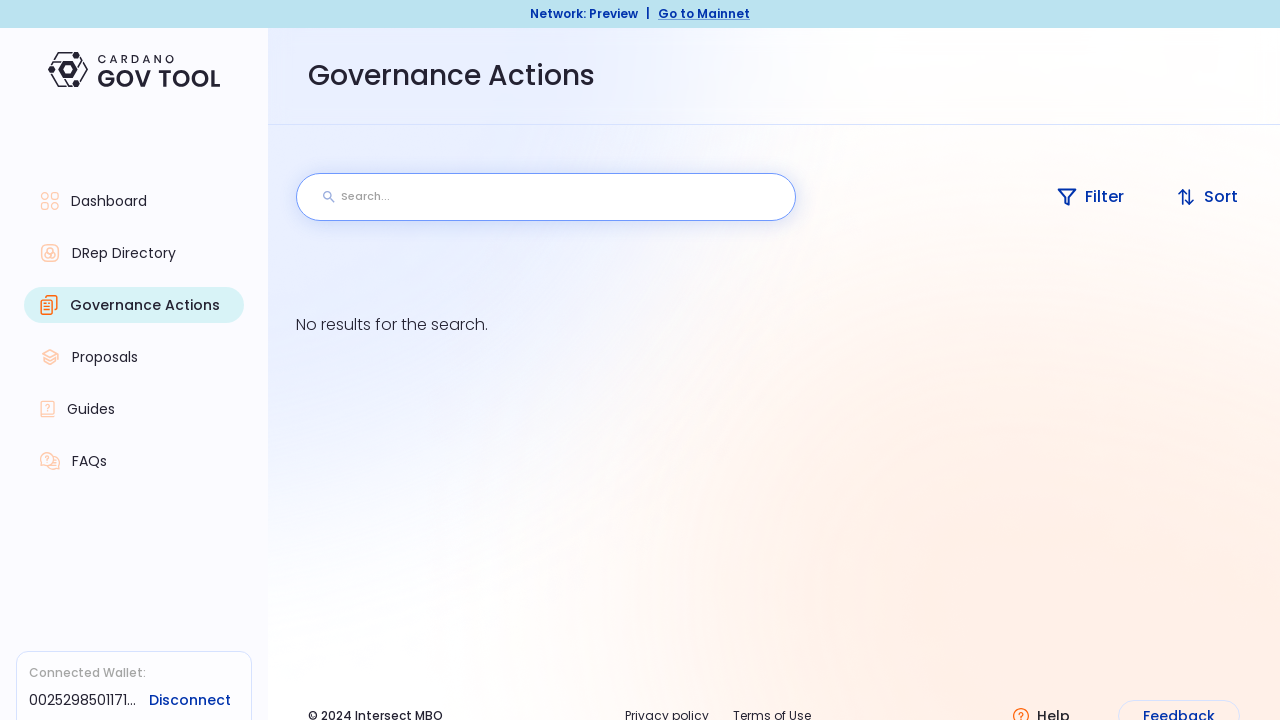 Network: Preview | Go to Mainnet
CARDANO
GOV TOOL
Governance Actions
Search...
Filter
Sort
Dashboard
DRep Directory
Governance Actions
Proposals
Guides
FAQs
No results for the search.
Connected Wallet:
0025298501171... Disconnect
© 2024 Intersect MBO
Privacy policy
Terms of Use
Help
Feedback